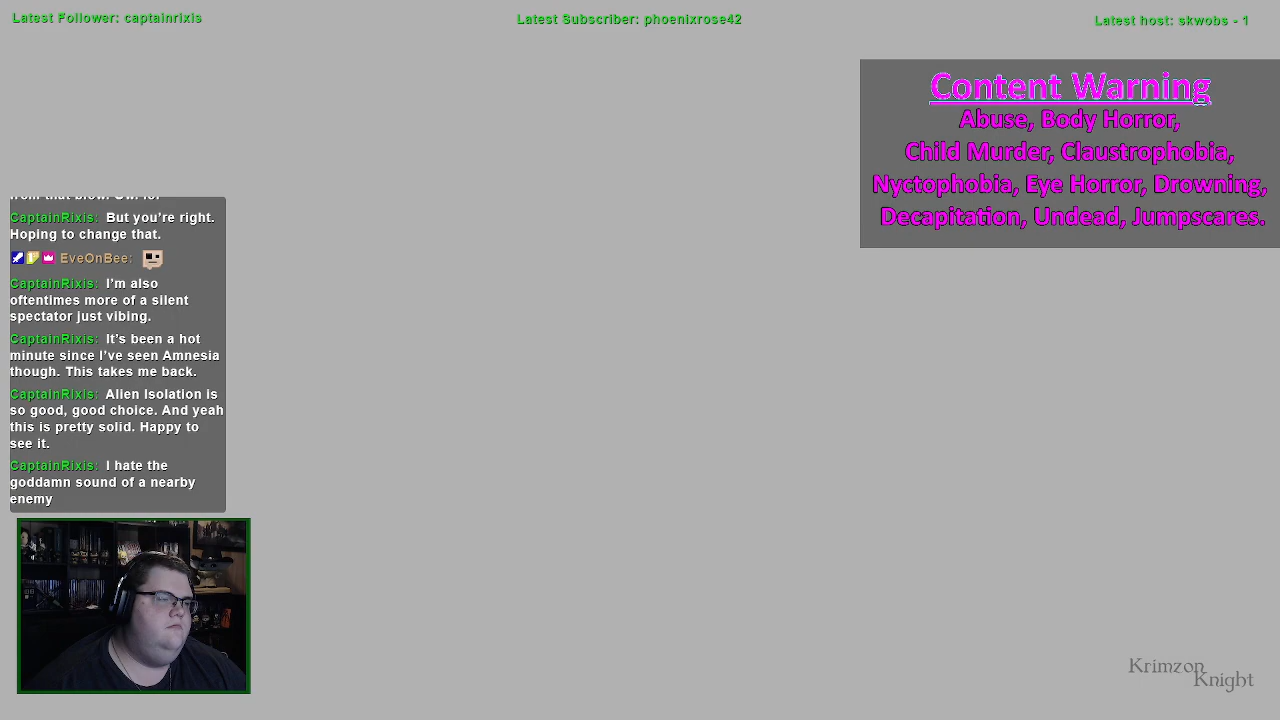 Latest Follower: captainrixis
Latest Subscriber: phoenixrose42
Latest host: skwobs - 1
Content Warning
Abuse, Body Horror,
Child Murder, Claustrophobia,
Nyctophobia, Eye Horror, Drowning,
Decapitation, Undead, Jumpscares.
CaptainRixis: But you're right.
Hoping to change that.
EveOnBee:
CaptainRixis: I'm also
oftentimes more of a silent
spectator just vibing.
CaptainRixis: It's been a hot
minute since I've seen Amnesia
though. This takes me back.
CaptainRixis: Alien Isolation is
so good, good choice. And yeah
this is pretty solid. Happy to
see it.
CaptainRixis: I hate the
goddamn sound of a nearby
enemy
Krimzon
Knight